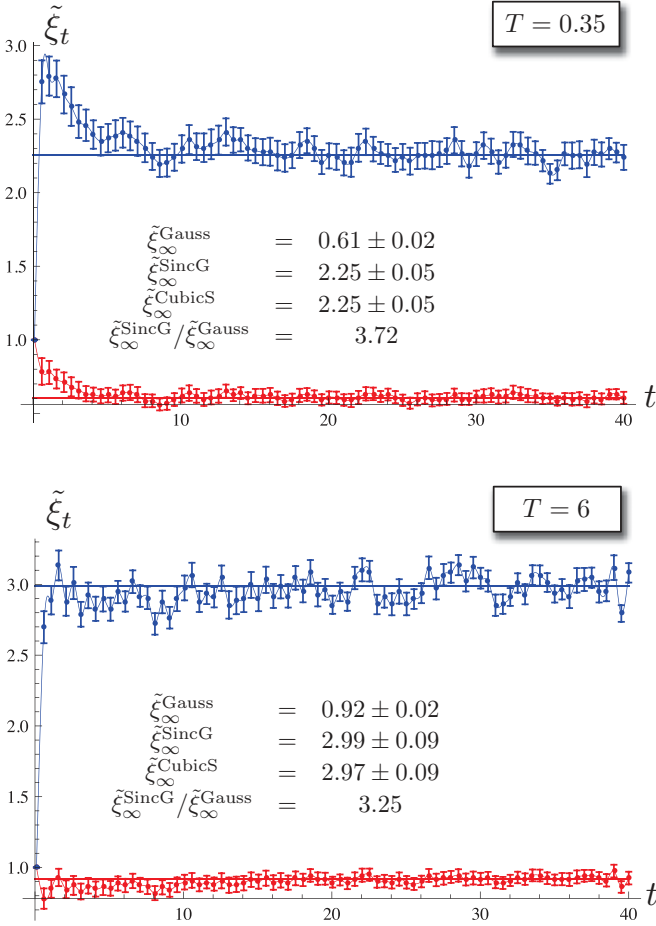 ξ̃_t
T = 0.35
3.0
2.5
2.0
1.5
1.0
ξ̃_∞^Gauss = 0.61 ± 0.02
ξ̃_∞^SincG = 2.25 ± 0.05
ξ̃_∞^CubicS = 2.25 ± 0.05
ξ̃_∞^SincG/ξ̃_∞^Gauss = 3.72
10 20 30 40 t
ξ̃_t
T = 6
3.0
2.5
2.0
1.5
1.0
ξ̃_∞^Gauss = 0.92 ± 0.02
ξ̃_∞^SincG = 2.99 ± 0.09
ξ̃_∞^CubicS = 2.97 ± 0.09
ξ̃_∞^SincG/ξ̃_∞^Gauss = 3.25
10 20 30 40 t